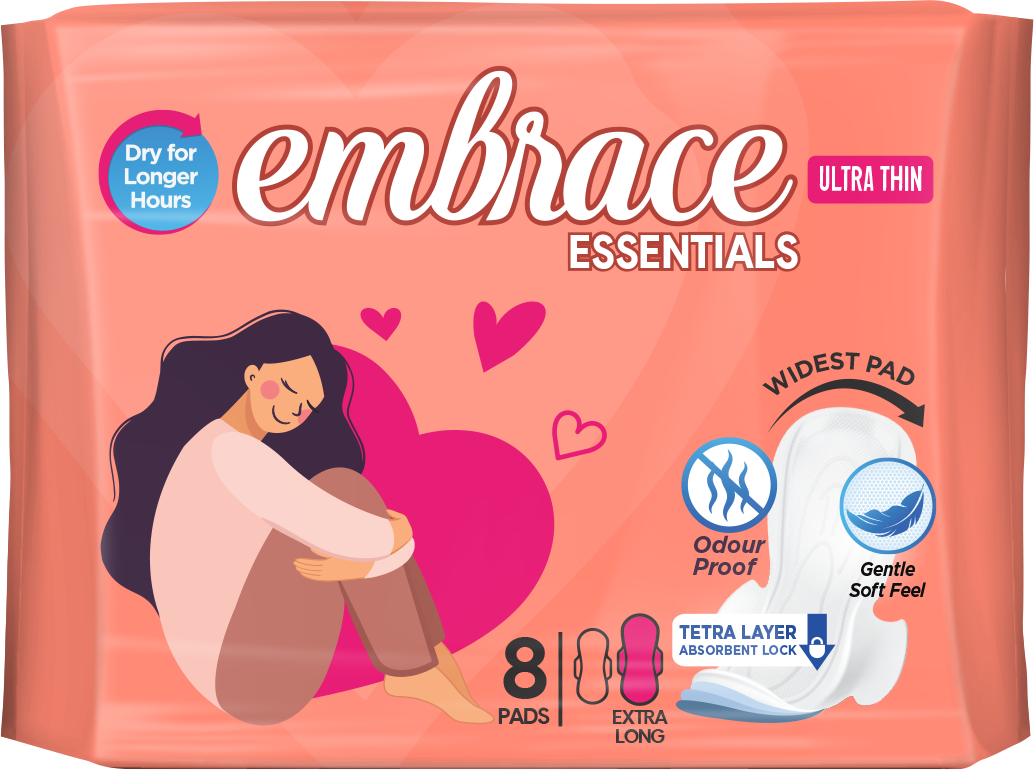 Dry for
Longer
Hours
embrace
ESSENTIALS
ULTRA THIN
WIDEST PAD
Odour
Proof
Gentle
Soft Feel
TETRA LAYER
ABSORBENT LOCK
8
PADS
EXTRA
LONG